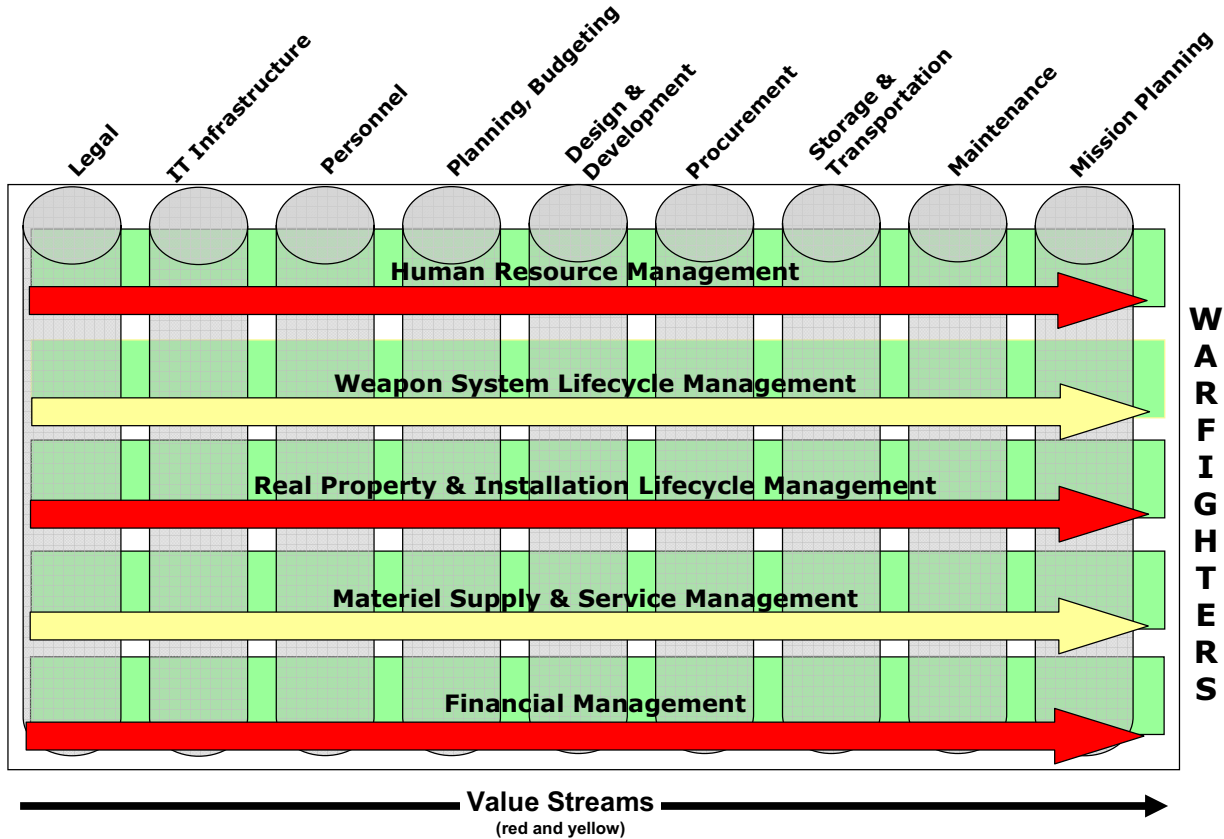 Legal
IT Infrastructure
Personnel
Planning, Budgeting
Design &
Development
Procurement
Storage &
Transportation
Maintenance
Mission Planning
Human Resource Management
Weapon System Lifecycle Management
Real Property & Installation Lifecycle Management
Materiel Supply & Service Management
Financial Management
WARFIGHTERS
Value Streams
(red and yellow)